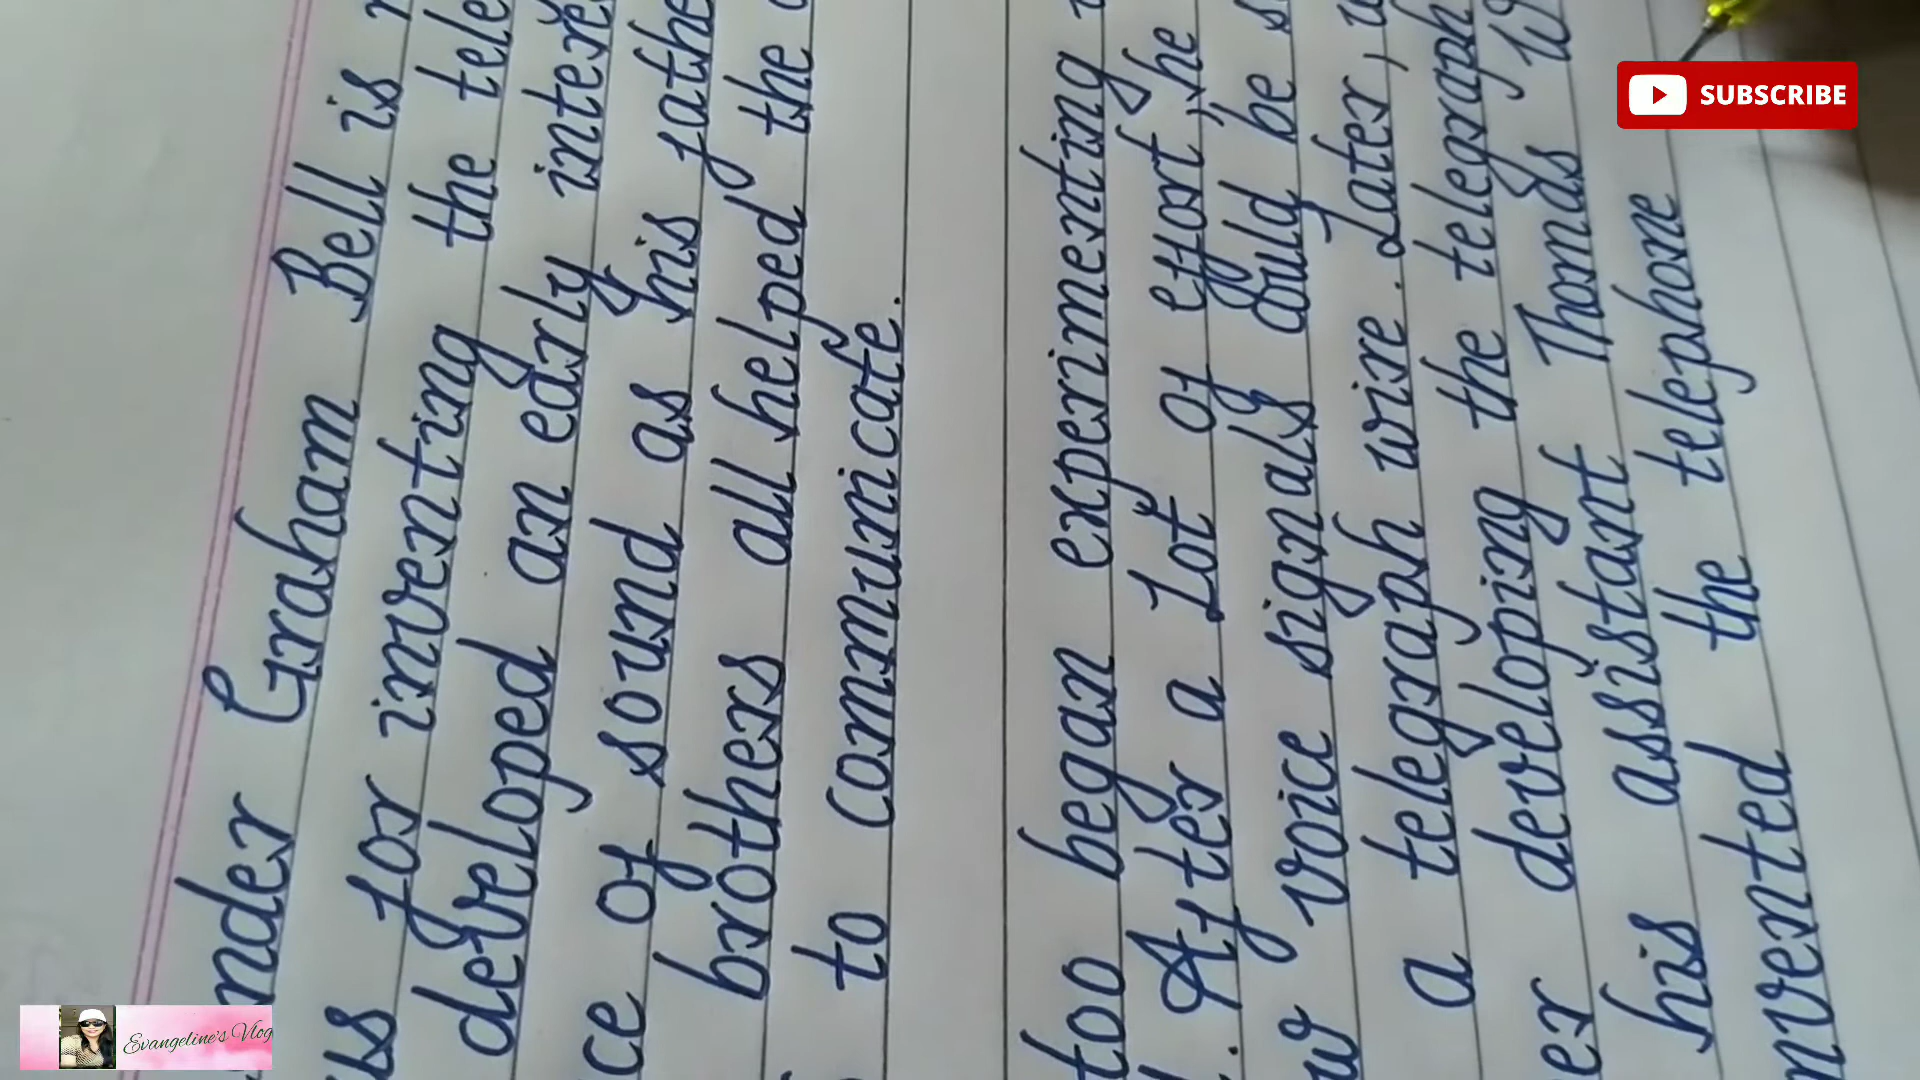 nder Graham Bell is
for inventing the tele
developed an early intere
ce of sound as his fathe
brothers all helped the
to communicate.
too began experimenting
. After a Lot of effort, he
w voice signals could be s
a telegraph wire. Later, w
er developing the telegraph
his assistant Thomas W
nvented the telephone
SUBSCRIBE
Evangeline's Vlog